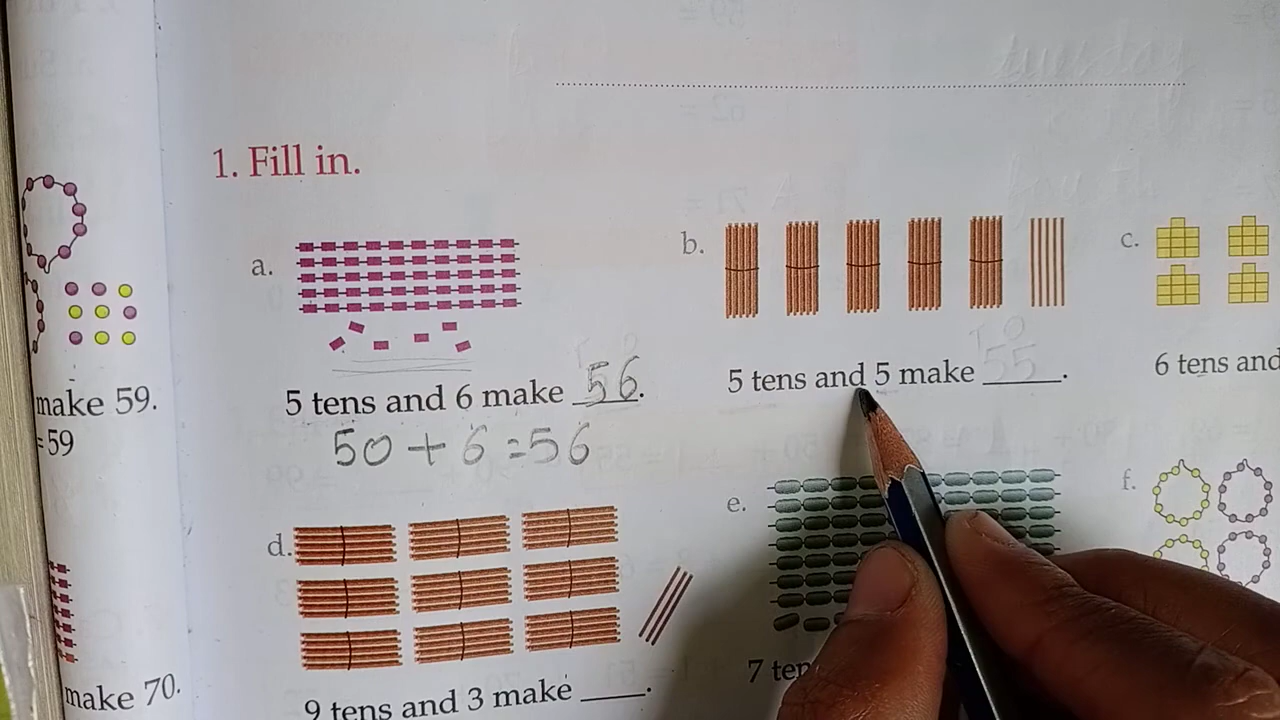 Tuesday
1. Fill in.
a.
b.
c.
make 59.
= 59
5 tens and 6 make 56.
50 + 6 = 56
T O
5 tens and 5 make 55.
6 tens and
d.
e.
f.
make 70.
9 tens and 3 make ____.
7 ten